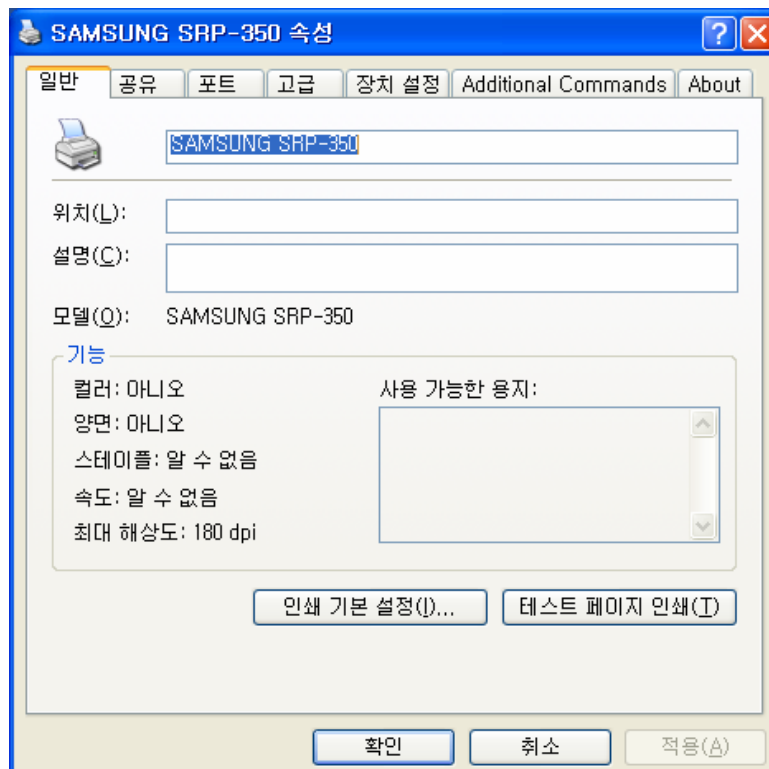 SAMSUNG SRP-350 속성
일반 공유 포트 고급 장치 설정 Additional Commands About
SAMSUNG SRP-350
위치(L):
설명(C):
모델(O): SAMSUNG SRP-350
기능
컬러: 아니오 사용 가능한 용지:
양면: 아니오
스테이플: 알 수 없음
속도: 알 수 없음
최대 해상도: 180 dpi
인쇄 기본 설정(I)... 테스트 페이지 인쇄(T)
확인 취소 적용(A)